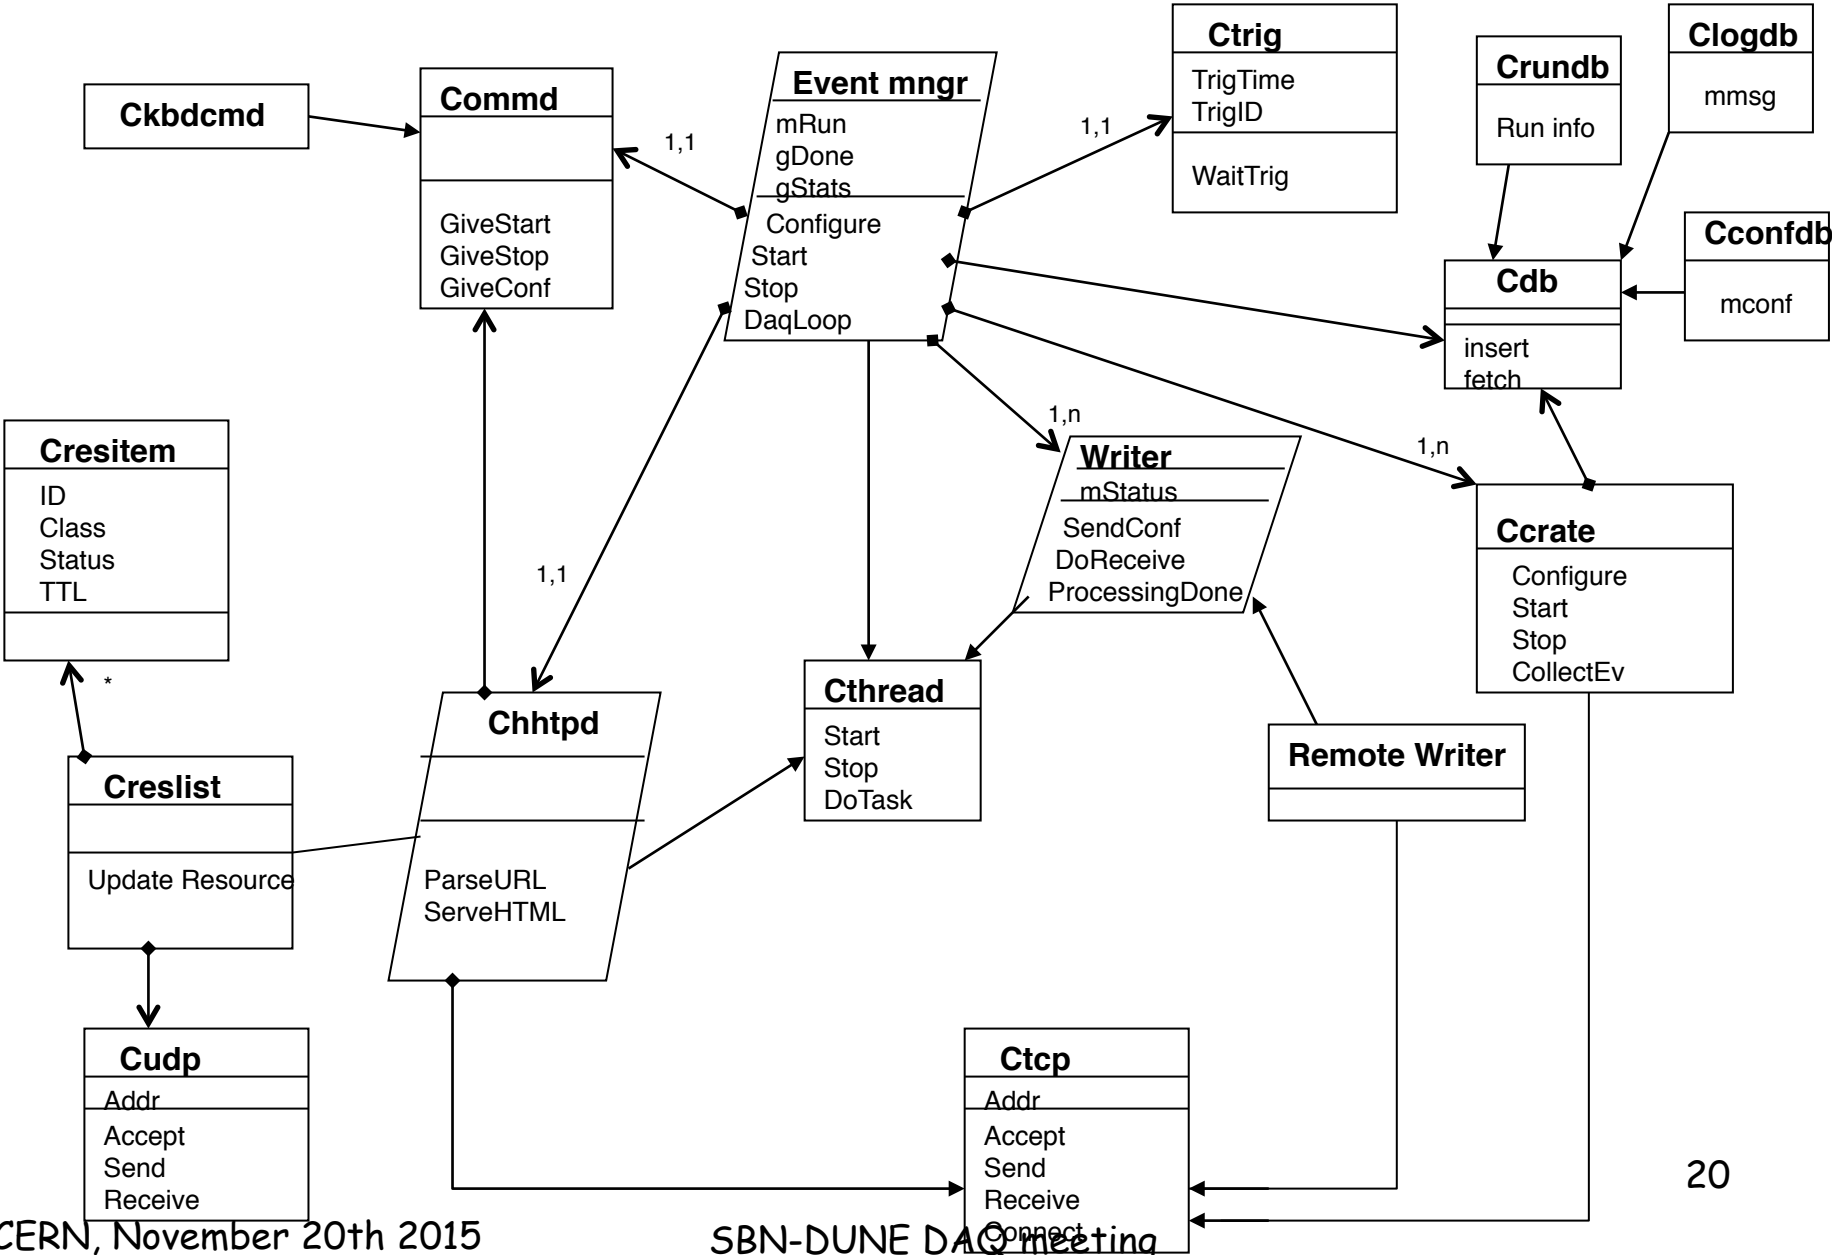 Ckbdcmd
Commd
GiveStart
GiveStop
GiveConf
1,1
Event mngr
mRun
gDone
gStats
Configure
Start
Stop
DaqLoop
1,1
Ctrig
TrigTime
TrigID
WaitTrig
Crundb
Run info
Clogdb
mmsg
Cconfdb
mconf
Cdb
insert
fetch
1,n
1,n
Writer
mStatus
SendConf
DoReceive
ProcessingDone
Ccrate
Configure
Start
Stop
CollectEv
Cresitem
ID
Class
Status
TTL
*
1,1
Creslist
Update Resource
Chhtpd
ParseURL
ServeHTML
Cthread
Start
Stop
DoTask
Remote Writer
Cudp
Addr
Accept
Send
Receive
Ctcp
Addr
Accept
Send
Receive
Connect
20
CERN, November 20th 2015
SBN-DUNE DAQ meeting